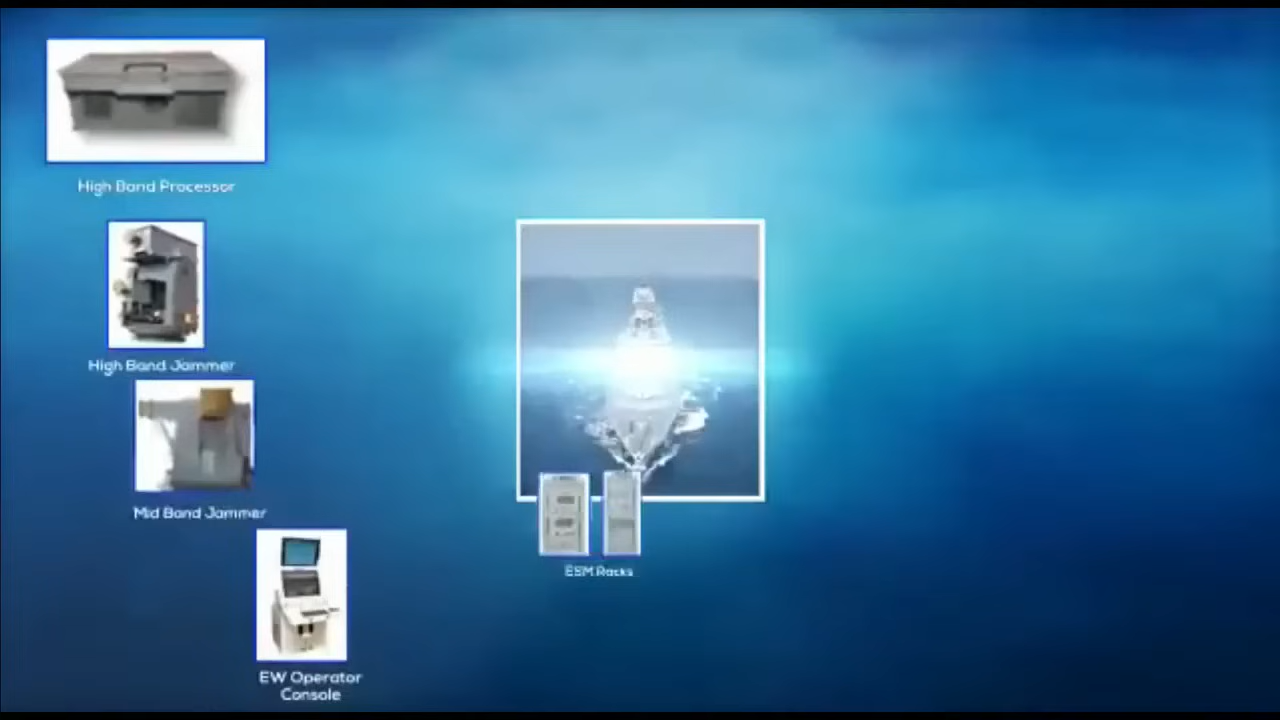 High Band Processor
High Band Jammer
Mid Band Jammer
ESM Racks
EW Operator
Console